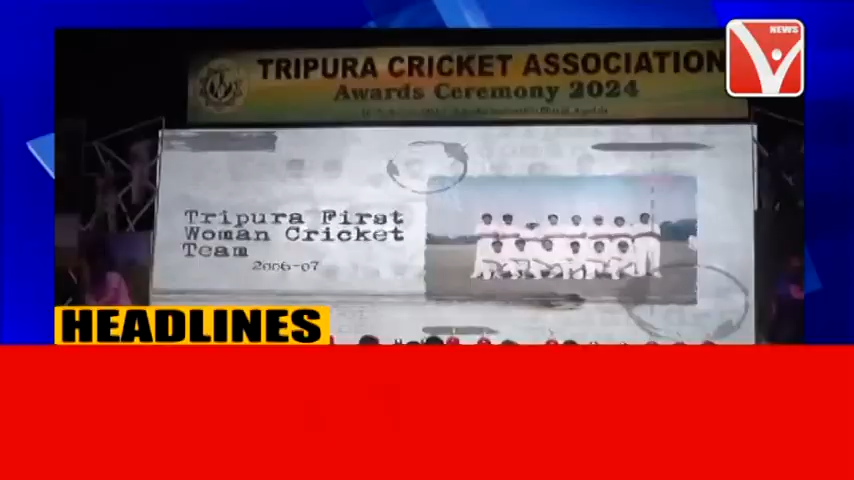 NEWS
V
TRIPURA CRICKET ASSOCIATION
Awards Ceremony 2024
Tripura First
Woman Cricket
Team
2006-07
HEADLINES